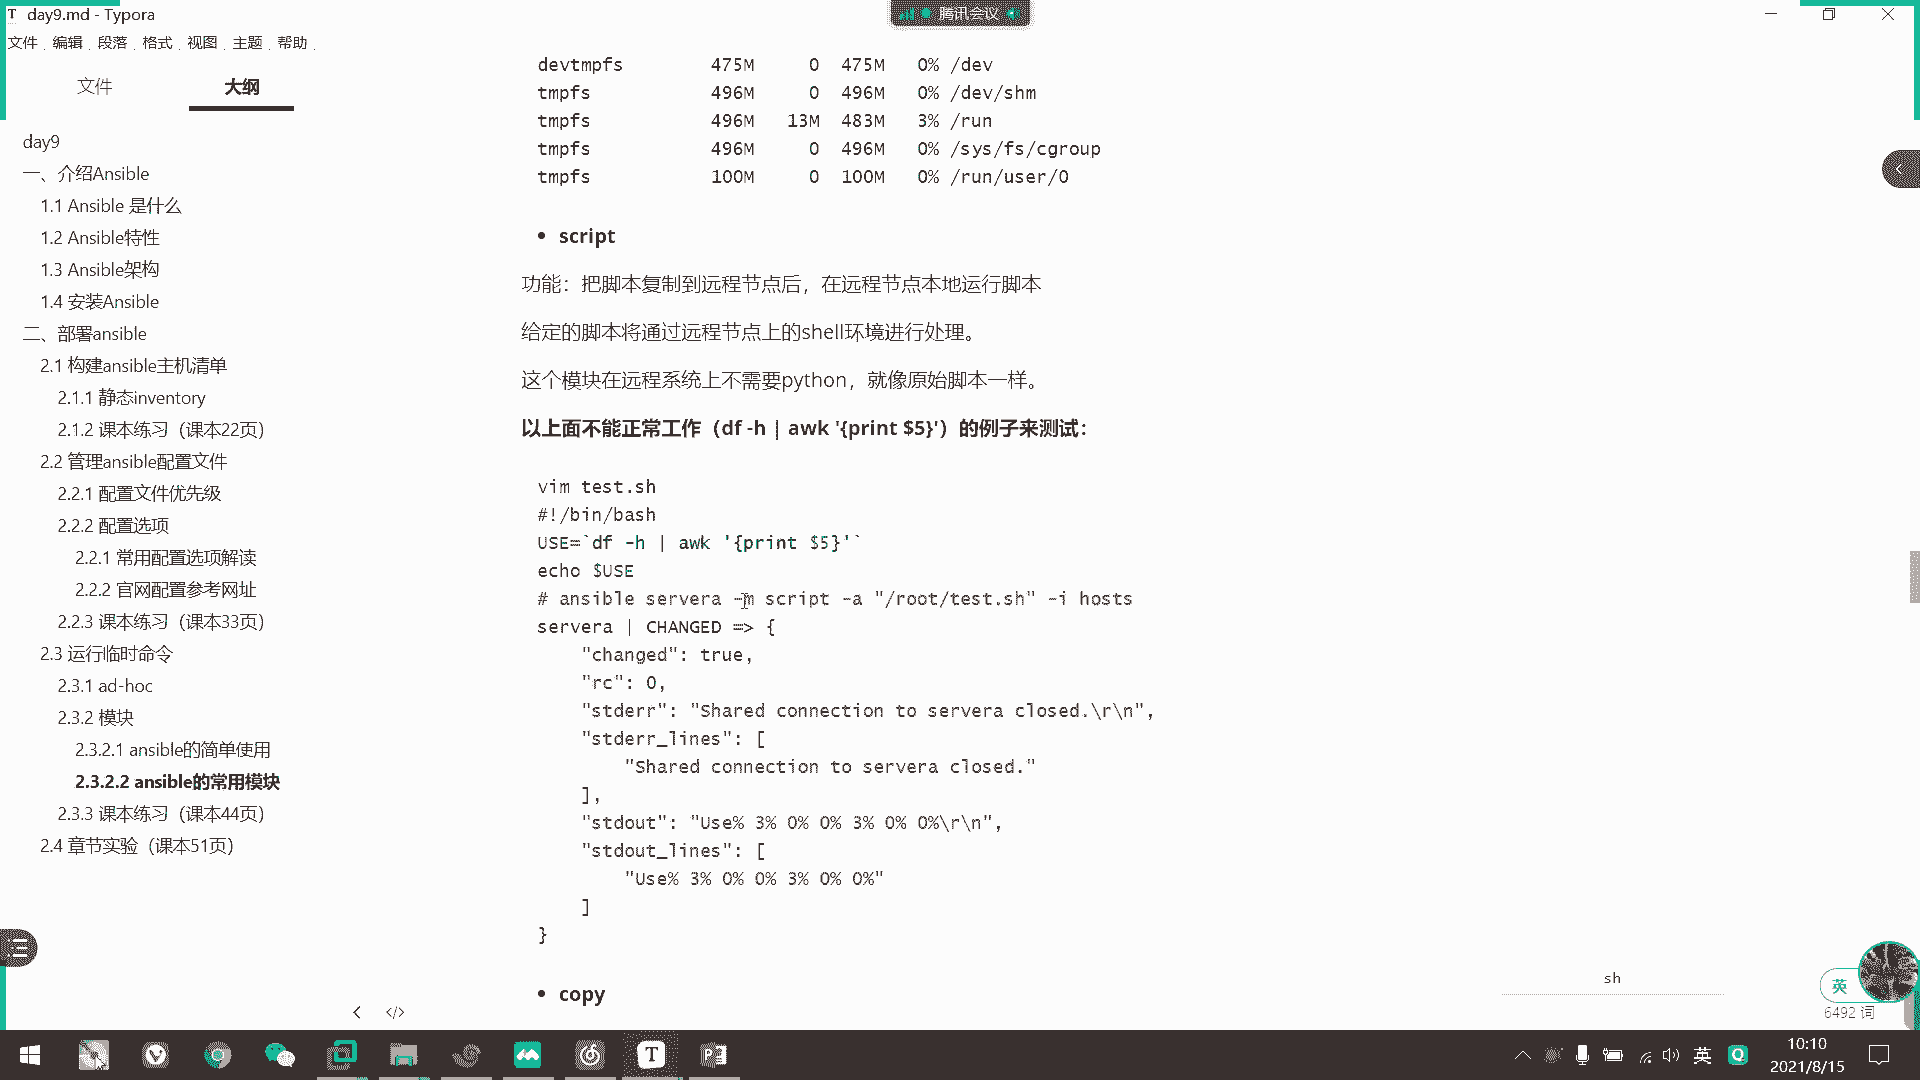 day9.md - Typora
腾讯会议
文件 编辑 段落 格式 视图 主题 帮助
文件 大纲
day9
一、介绍Ansible
1.1 Ansible 是什么
1.2 Ansible特性
1.3 Ansible架构
1.4 安装Ansible
二、部署ansible
2.1 构建ansible主机清单
2.1.1 静态inventory
2.1.2 课本练习（课本22页）
2.2 管理ansible配置文件
2.2.1 配置文件优先级
2.2.2 配置选项
2.2.1 常用配置选项解读
2.2.2 官网配置参考网址
2.2.3 课本练习（课本33页）
2.3 运行临时命令
2.3.1 ad-hoc
2.3.2 模块
2.3.2.1 ansible的简单使用
2.3.2.2 ansible的常用模块
2.3.3 课本练习（课本44页）
2.4 章节实验（课本51页）
devtmpfs 475M 0 475M 0% /dev
tmpfs 496M 0 496M 0% /dev/shm
tmpfs 496M 13M 483M 3% /run
tmpfs 496M 0 496M 0% /sys/fs/cgroup
tmpfs 100M 0 100M 0% /run/user/0
• script
功能：把脚本复制到远程节点后，在远程节点本地运行脚本
给定的脚本将通过远程节点上的shell环境进行处理。
这个模块在远程系统上不需要python，就像原始脚本一样。
以上面不能正常工作（df -h | awk '{print $5}'）的例子来测试：
vim test.sh
#!/bin/bash
USE=`df -h | awk '{print $5}'`
echo $USE
# ansible servera -m script -a "/root/test.sh" -i hosts
servera | CHANGED => {
"changed": true,
"rc": 0,
"stderr": "Shared connection to servera closed.\r\n",
"stderr_lines": [
"Shared connection to servera closed."
],
"stdout": "Use% 3% 0% 0% 3% 0% 0%\r\n",
"stdout_lines": [
"Use% 3% 0% 0% 3% 0% 0%"
]
}
• copy
sh
英
6492 词
英
10:10
2021/8/15